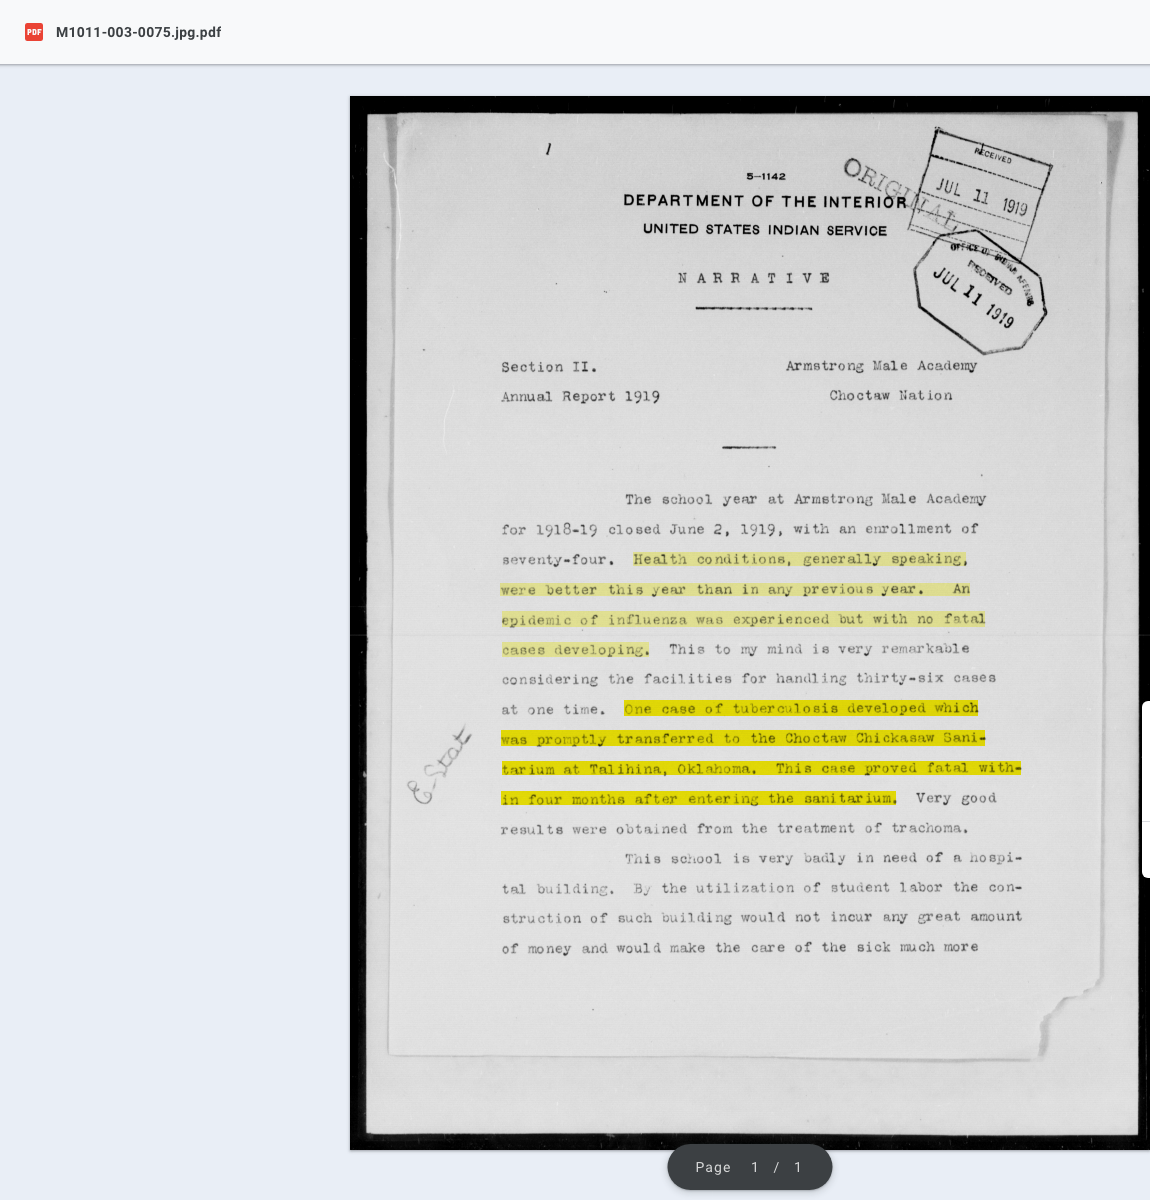 M1011-003-0075.jpg.pdf
1
5-1142
ORIGINAL
RECEIVED
JUL 11 1919
DEPARTMENT OF THE INTERIOR
UNITED STATES INDIAN SERVICE
OFFICE OF INDIAN AFFAIRS
RECEIVED
JUL 11 1919
NARRATIVE
Section II.
Armstrong Male Academy
Annual Report 1919
Choctaw Nation
The school year at Armstrong Male Academy
for 1918-19 closed June 2, 1919, with an enrollment of
seventy-four. Health conditions, generally speaking,
were better this year than in any previous year. An
epidemic of influenza was experienced but with no fatal
cases developing. This to my mind is very remarkable
considering the facilities for handling thirty-six cases
at one time. One case of tuberculosis developed which
was promptly transferred to the Choctaw Chickasaw Sani-
tarium at Talihina, Oklahoma. This case proved fatal with-
in four months after entering the sanitarium. Very good
results were obtained from the treatment of trachoma.
E-Stat
This school is very badly in need of a hospi-
tal building. By the utilization of student labor the con-
struction of such building would not incur any great amount
of money and would make the care of the sick much more
Page 1 / 1